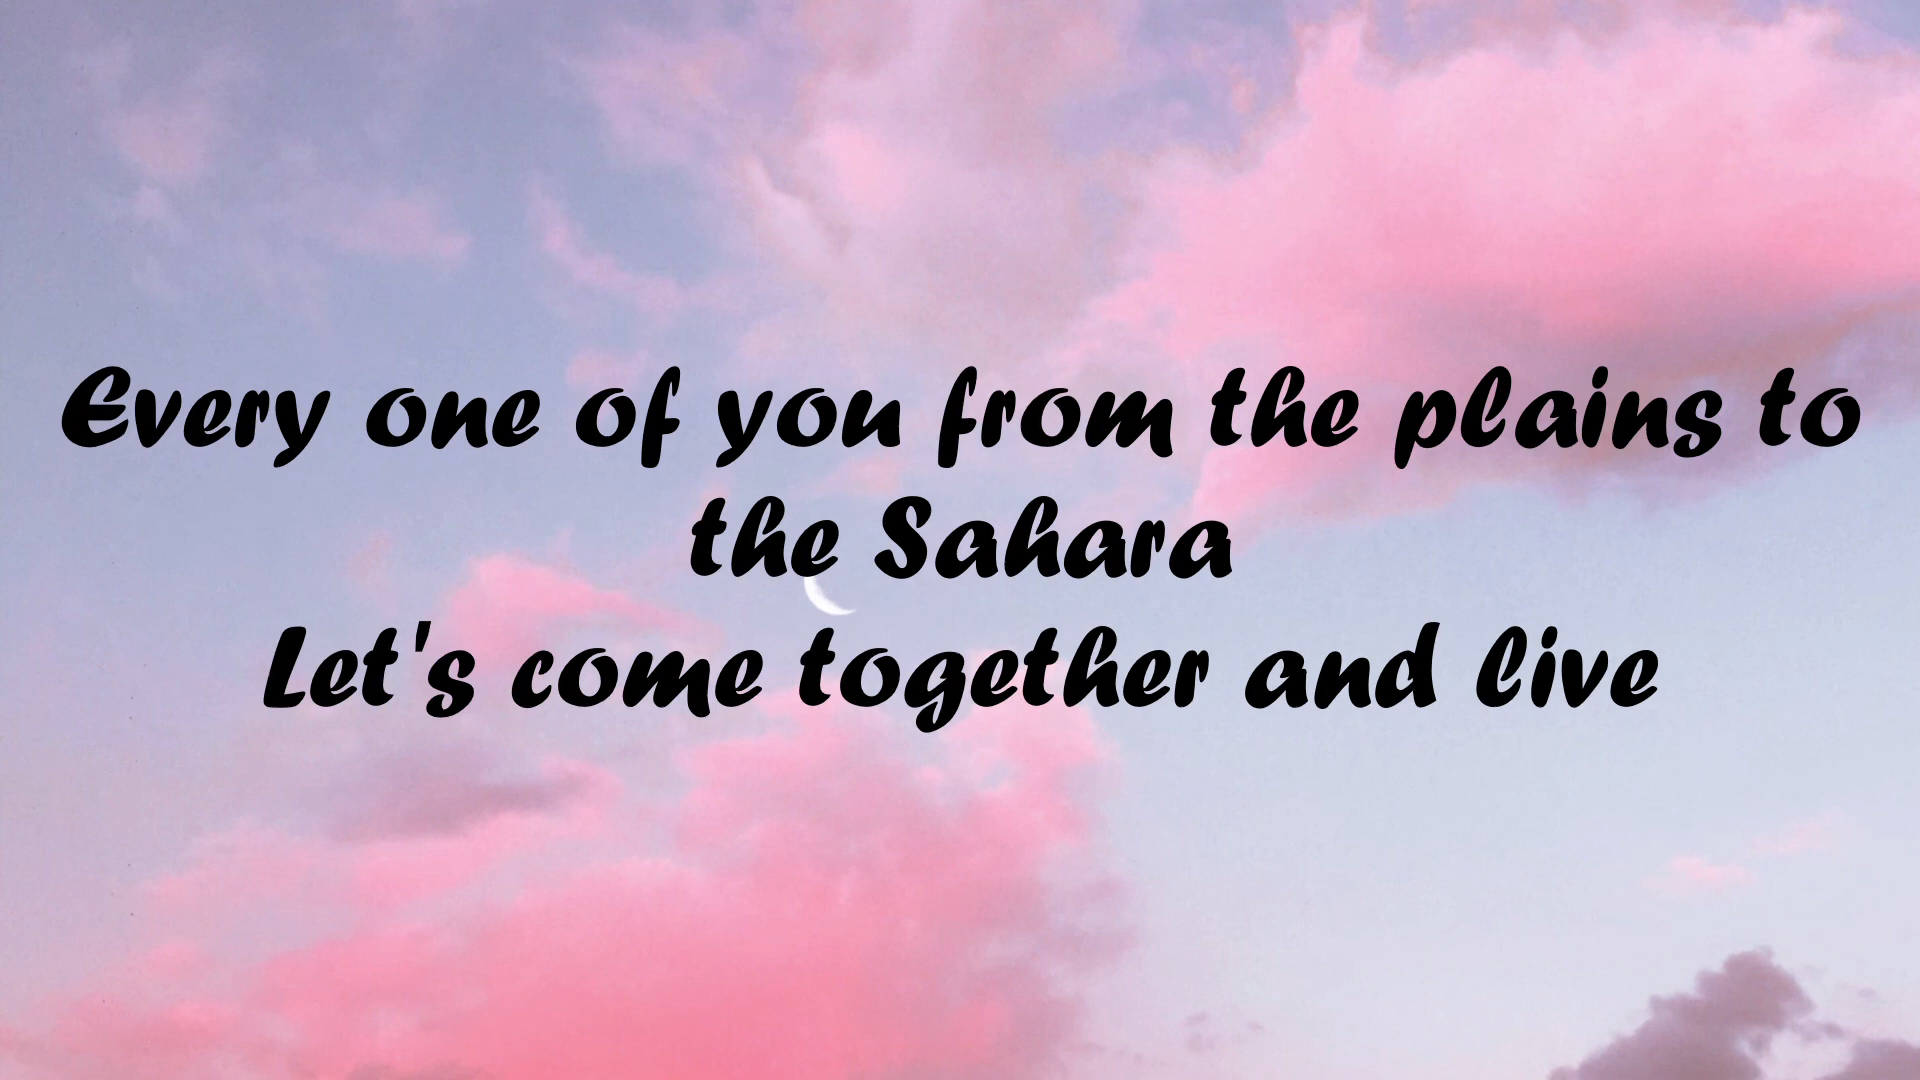 Every one of you from the plains to
the Sahara
Let's come together and live